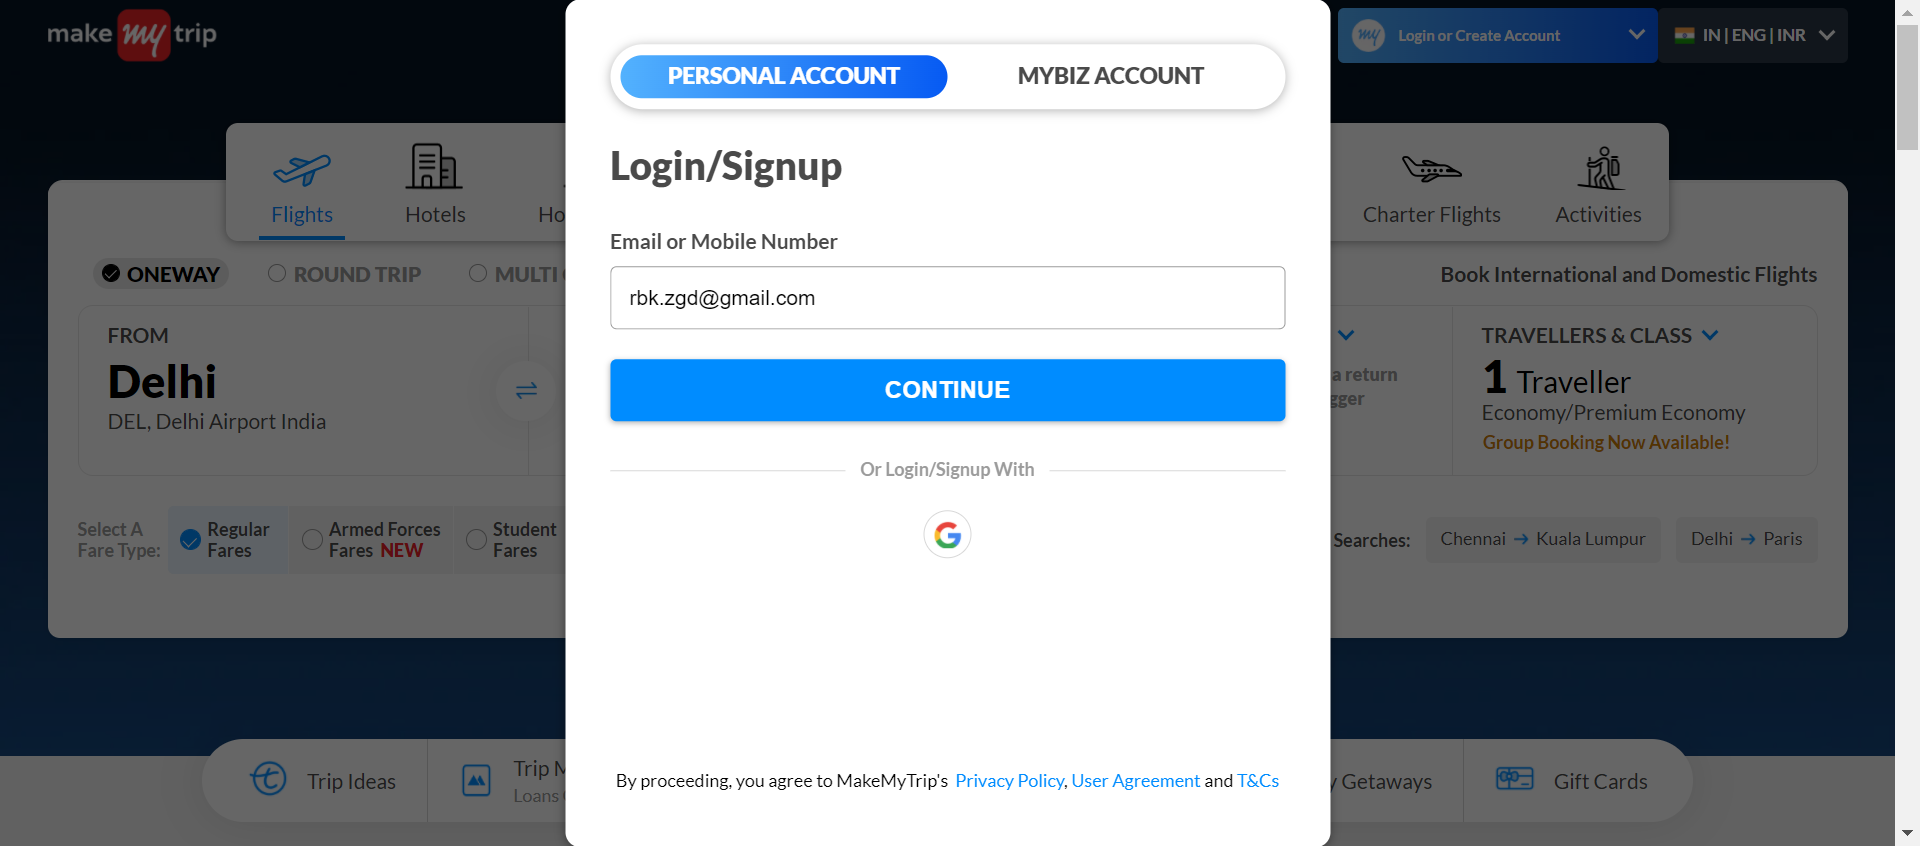 make my trip
Login or Create Account
IN | ENG | INR
PERSONAL ACCOUNT
MYBIZ ACCOUNT
Login/Signup
Email or Mobile Number
rbk.zgd@gmail.com
CONTINUE
Or Login/Signup With
G
By proceeding, you agree to MakeMyTrip's Privacy Policy, User Agreement and T&Cs
Flights
Hotels
Ho
Charter Flights
Activities
ONEWAY
ROUND TRIP
MULTI
Book International and Domestic Flights
FROM
Delhi
DEL, Delhi Airport India
a return
gger
TRAVELLERS & CLASS
1 Traveller
Economy/Premium Economy
Group Booking Now Available!
Select A
Fare Type:
Regular
Fares
Armed Forces
Fares NEW
Student
Fares
Searches:
Chennai → Kuala Lumpur
Delhi → Paris
Trip Ideas
Trip M
Loans
y Getaways
Gift Cards